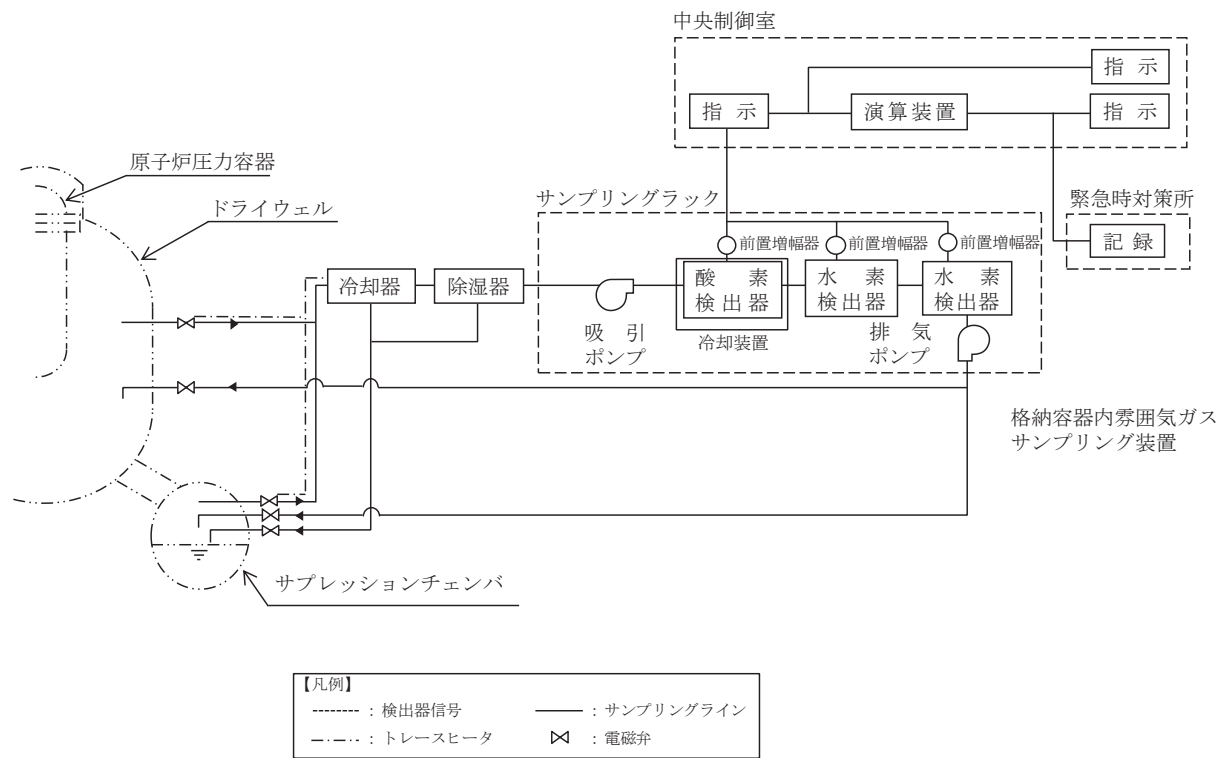 中央制御室
指 示
指 示
演算装置
指 示
原子炉圧力容器
ドライウェル
サンプリングラック
緊急時対策所
記 録
前置増幅器
前置増幅器
前置増幅器
冷却器
除湿器
酸 素
検出器
水 素
検出器
水 素
検出器
吸 引
ポンプ
冷却装置
排 気
ポンプ
格納容器内雰囲気ガス
サンプリング装置
サプレッションチェンバ
【凡例】
:検出器信号
:サンプリングライン
:トレースヒータ
:電磁弁